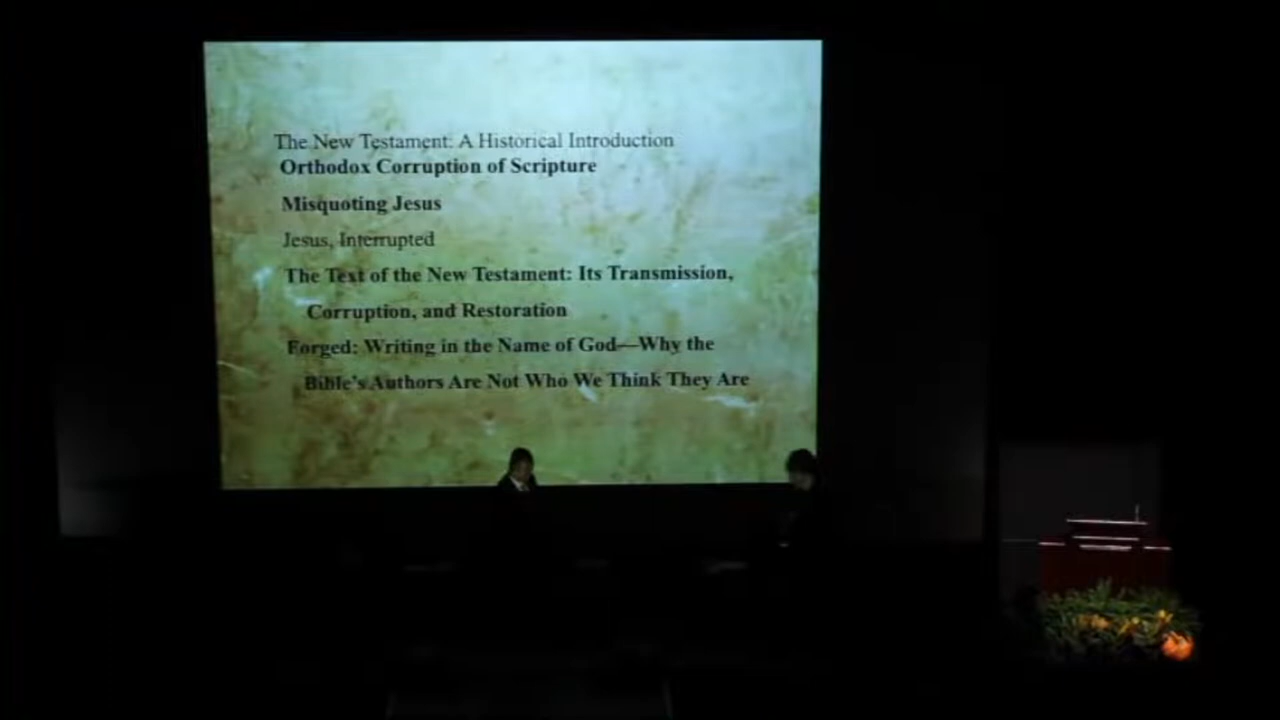 The New Testament: A Historical Introduction
Orthodox Corruption of Scripture
Misquoting Jesus
Jesus, Interrupted
The Text of the New Testament: Its Transmission,
Corruption, and Restoration
Forged: Writing in the Name of God—Why the
Bible's Authors Are Not Who We Think They Are